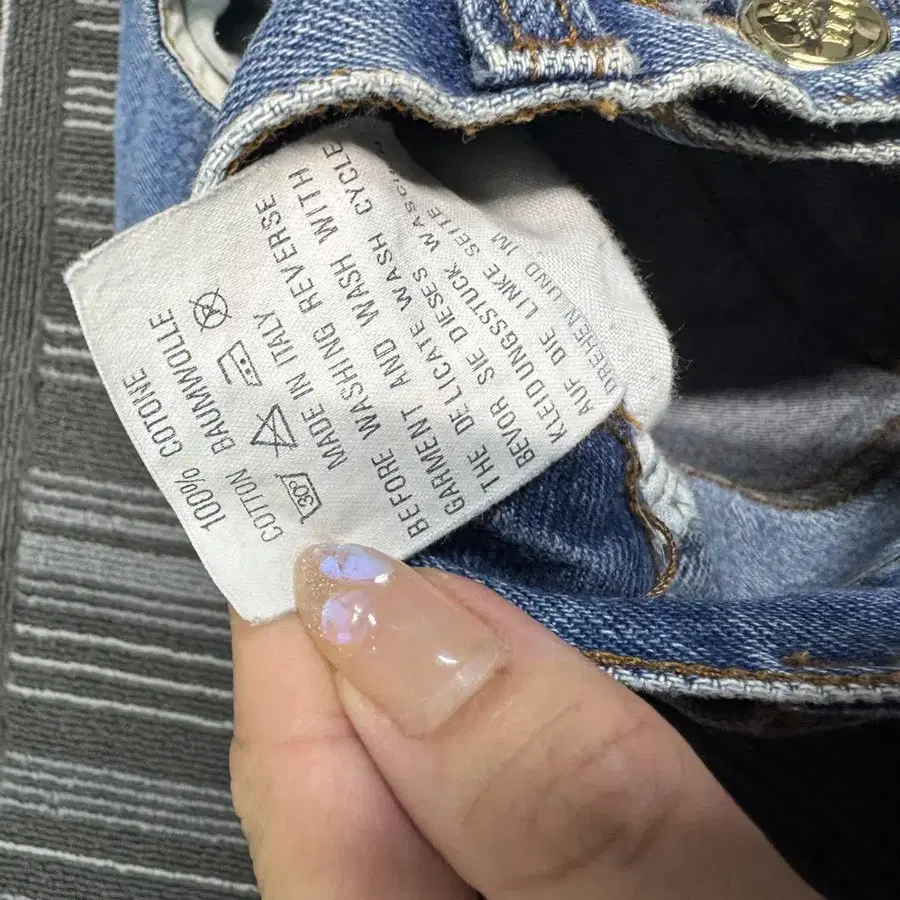 100% COTONE
COTTON BAUMWOLLE
30°
MADE IN ITALY
BEFORE WASHING REVERSE
GARMENT AND WASH WITH
THE DELICATE WASH CYCLE
BEVOR SIE DIESES
KLEIDUNGSSTUCK WASCHEN
AUF DIE LINKE SEITE
DREHEN UND IM